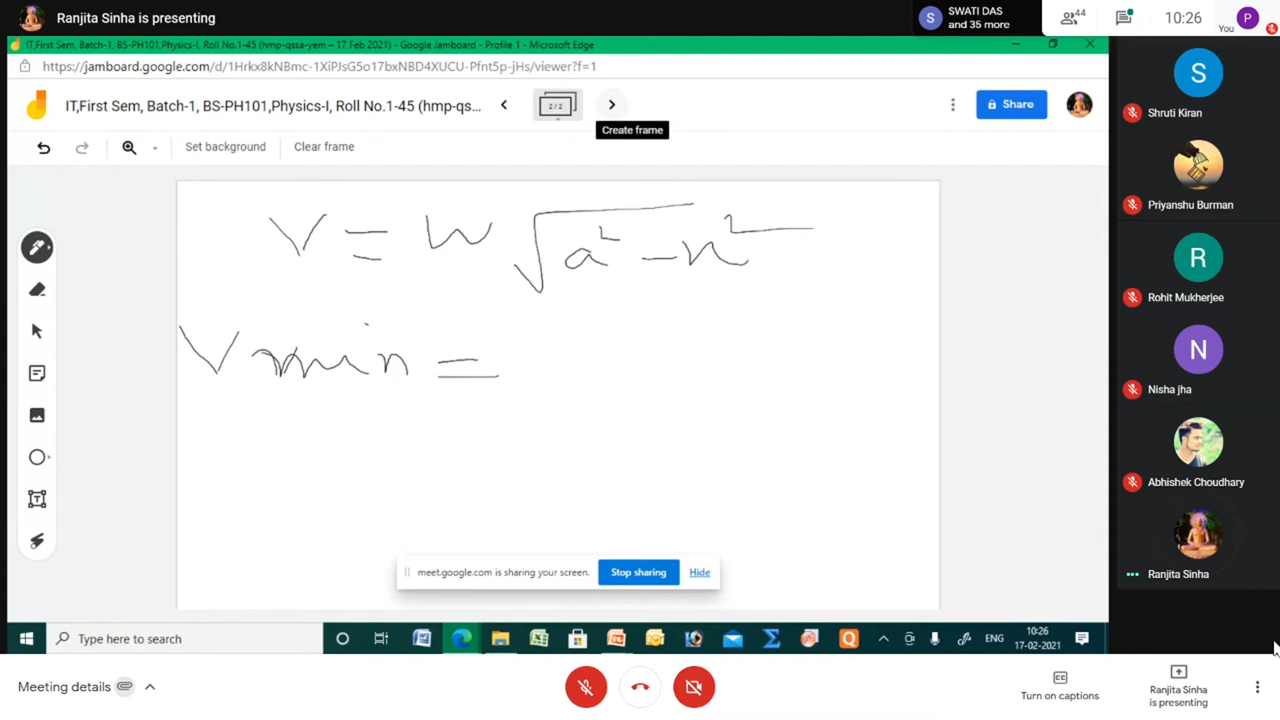 Ranjita Sinha is presenting
S SWATI DAS
and 35 more
44
10:26
You
P
IT,First Sem, Batch-1, BS-PH101,Physics-I, Roll No.1-45 (hmp-qssa-yem – 17 Feb 2021) - Google Jamboard - Profile 1 - Microsoft Edge
https://jamboard.google.com/d/1Hrkx8kNBmc-1XiPJsG5o17bxNBD4XUCU-Pfnt5p-jHs/viewer?f=1
IT,First Sem, Batch-1, BS-PH101,Physics-I, Roll No.1-45 (hmp-qs...
2 / 2
Share
Create frame
Set background
Clear frame
V = W √a² - x²
V min =
S
Shruti Kiran
Priyanshu Burman
R
Rohit Mukherjee
N
Nisha jha
Abhishek Choudhary
Ranjita Sinha
meet.google.com is sharing your screen.
Stop sharing
Hide
Type here to search
ENG
10:26
17-02-2021
Meeting details
Turn on captions
Ranjita Sinha
is presenting